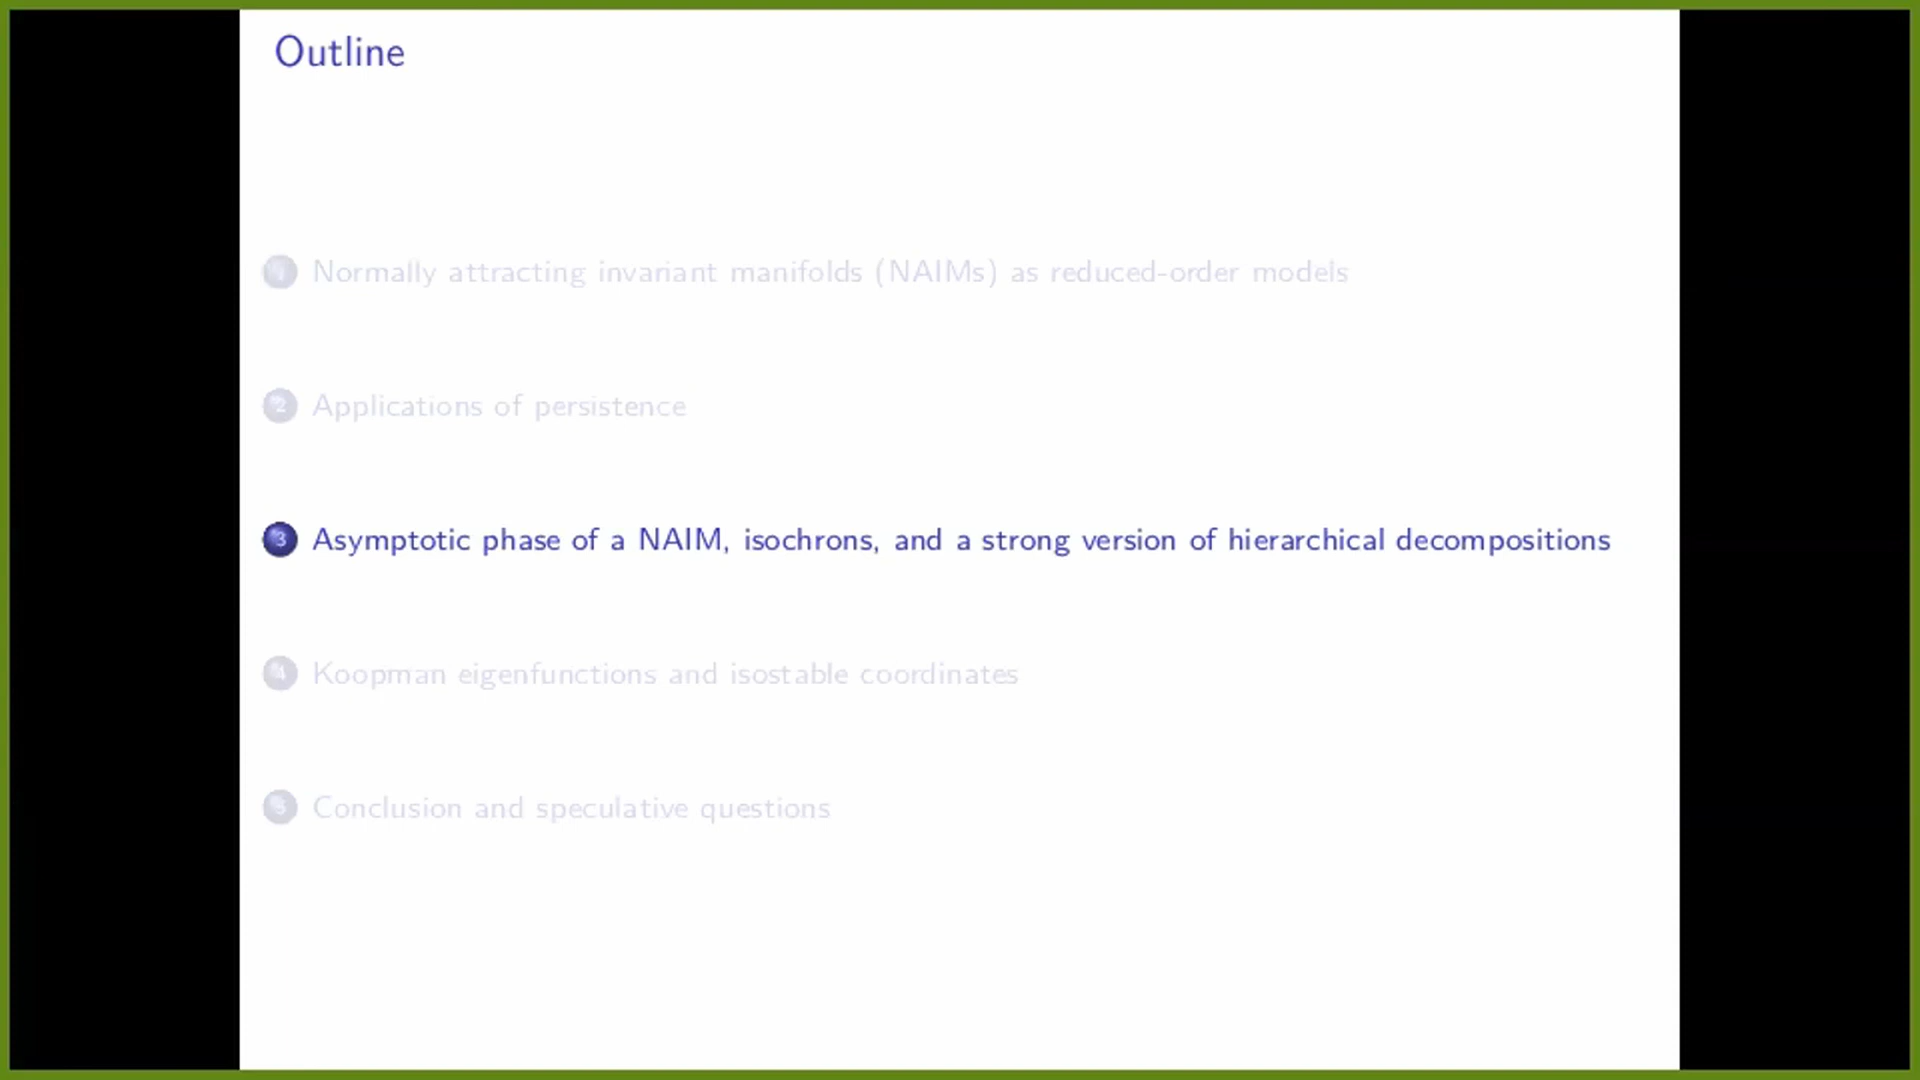 Outline
1 Normally attracting invariant manifolds (NAIMs) as reduced-order models
2 Applications of persistence
3 Asymptotic phase of a NAIM, isochrons, and a strong version of hierarchical decompositions
4 Koopman eigenfunctions and isostable coordinates
5 Conclusion and speculative questions